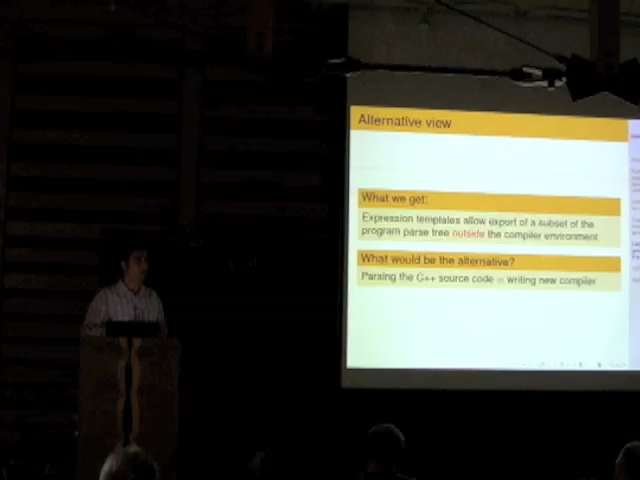 Alternative view
What we get:
Expression templates allow export of a subset of the
program parse tree outside the compiler environment.
What would be the alternative?
Parsing the C++ source code = writing new compiler